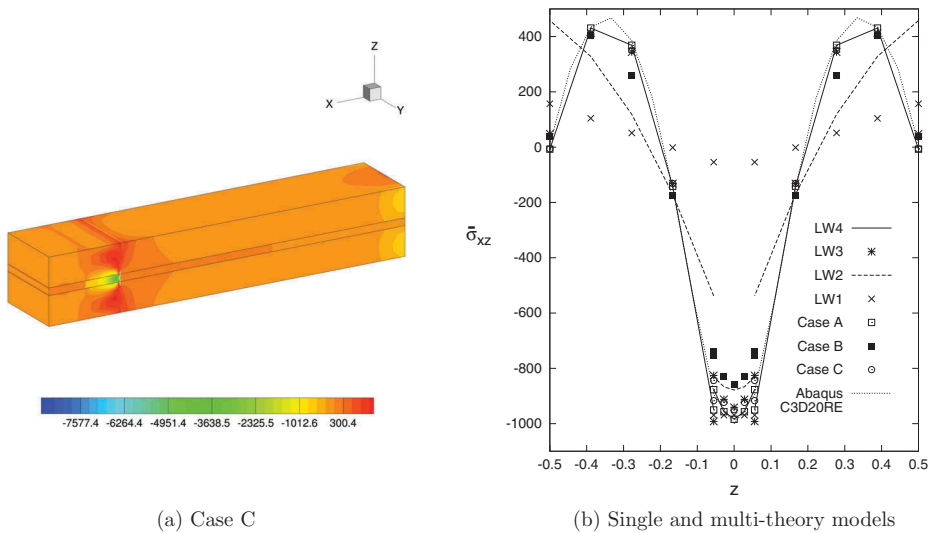 Z
X
Y
-7577.4 -6264.4 -4951.4 -3638.5 -2325.5 -1012.6 300.4
(a) Case C
400
200
0
-200
-400
-600
-800
-1000
σ̄xz
LW4
LW3
LW2
LW1
Case A
Case B
Case C
Abaqus
C3D20RE
-0.5 -0.4 -0.3 -0.2 -0.1 0 0.1 0.2 0.3 0.4 0.5
z
(b) Single and multi-theory models